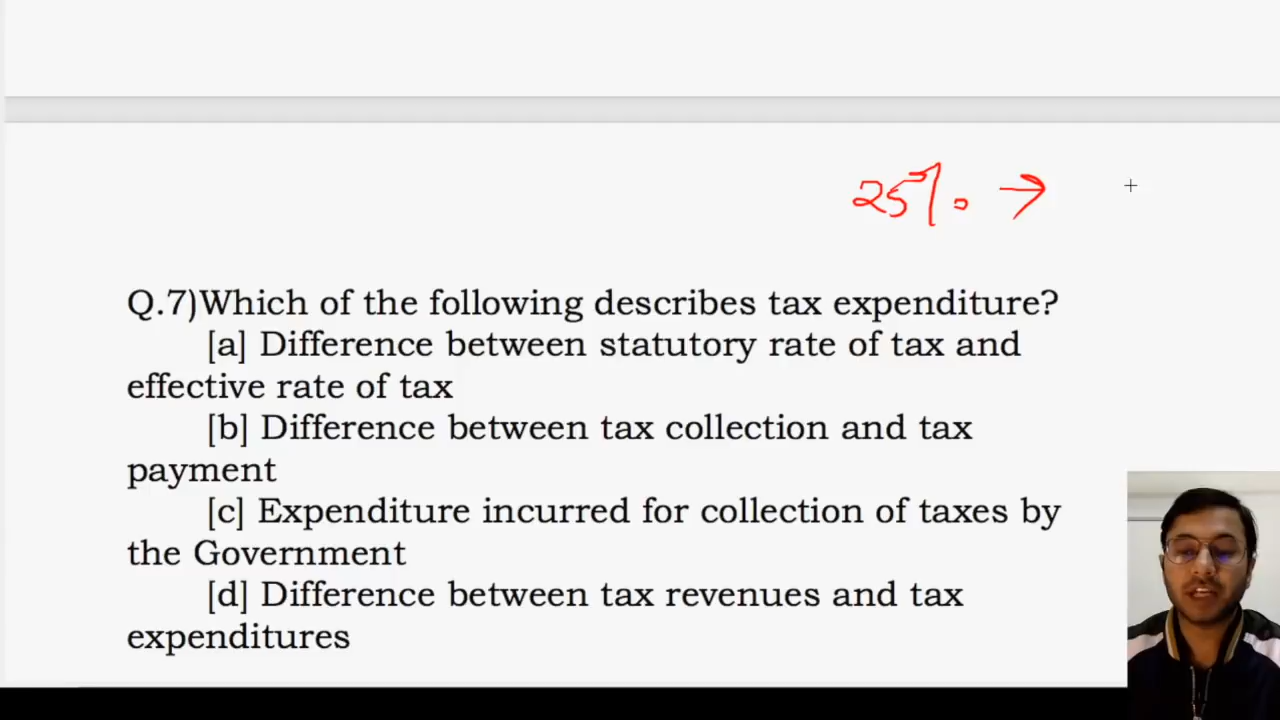 25% →
Q.7)Which of the following describes tax expenditure?
[a] Difference between statutory rate of tax and
effective rate of tax
[b] Difference between tax collection and tax
payment
[c] Expenditure incurred for collection of taxes by
the Government
[d] Difference between tax revenues and tax
expenditures